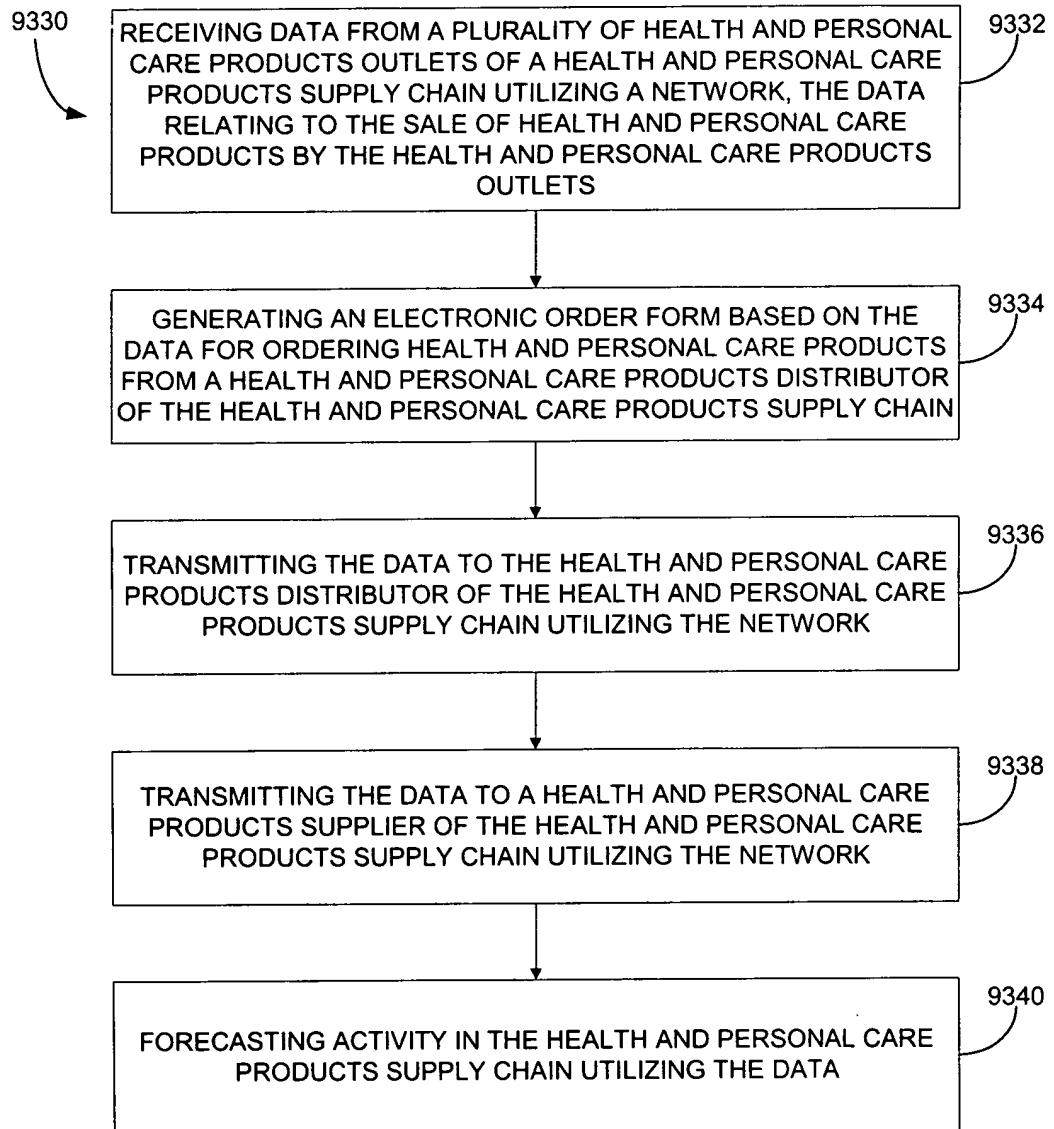 9330
RECEIVING DATA FROM A PLURALITY OF HEALTH AND PERSONAL
CARE PRODUCTS OUTLETS OF A HEALTH AND PERSONAL CARE
PRODUCTS SUPPLY CHAIN UTILIZING A NETWORK, THE DATA
RELATING TO THE SALE OF HEALTH AND PERSONAL CARE
PRODUCTS BY THE HEALTH AND PERSONAL CARE PRODUCTS
OUTLETS
9332
GENERATING AN ELECTRONIC ORDER FORM BASED ON THE
DATA FOR ORDERING HEALTH AND PERSONAL CARE PRODUCTS
FROM A HEALTH AND PERSONAL CARE PRODUCTS DISTRIBUTOR
OF THE HEALTH AND PERSONAL CARE PRODUCTS SUPPLY CHAIN
9334
TRANSMITTING THE DATA TO THE HEALTH AND PERSONAL CARE
PRODUCTS DISTRIBUTOR OF THE HEALTH AND PERSONAL CARE
PRODUCTS SUPPLY CHAIN UTILIZING THE NETWORK
9336
TRANSMITTING THE DATA TO A HEALTH AND PERSONAL CARE
PRODUCTS SUPPLIER OF THE HEALTH AND PERSONAL CARE
PRODUCTS SUPPLY CHAIN UTILIZING THE NETWORK
9338
FORECASTING ACTIVITY IN THE HEALTH AND PERSONAL CARE
PRODUCTS SUPPLY CHAIN UTILIZING THE DATA
9340